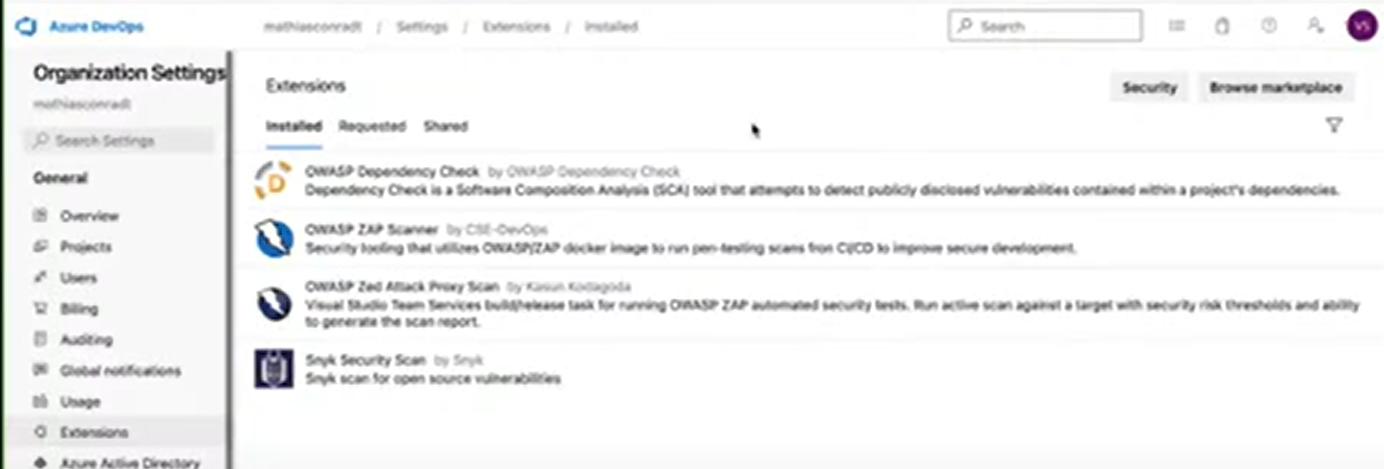 Azure DevOps
mathiasconradt / Settings / Extensions / Installed
Search
VS
Organization Settings
mathiasconradt
Search Settings
General
Overview
Projects
Users
Billing
Auditing
Global notifications
Usage
Extensions
Azure Active Directory
Extensions
Security
Browse marketplace
Installed Requested Shared
OWASP Dependency Check by OWASP Dependency Check
Dependency Check is a Software Composition Analysis (SCA) tool that attempts to detect publicly disclosed vulnerabilities contained within a project's dependencies.
OWASP ZAP Scanner by CSE-DevOps
Security tooling that utilizes OWASP/ZAP docker image to run pen-testing scans fron CI/CD to improve secure development.
OWASP Zed Attack Proxy Scan by Kasun Kodagoda
Visual Studio Team Services build/release task for running OWASP ZAP automated security tests. Run active scan against a target with security risk thresholds and ability
to generate the scan report.
Snyk Security Scan by Snyk
Snyk scan for open source vulnerabilities